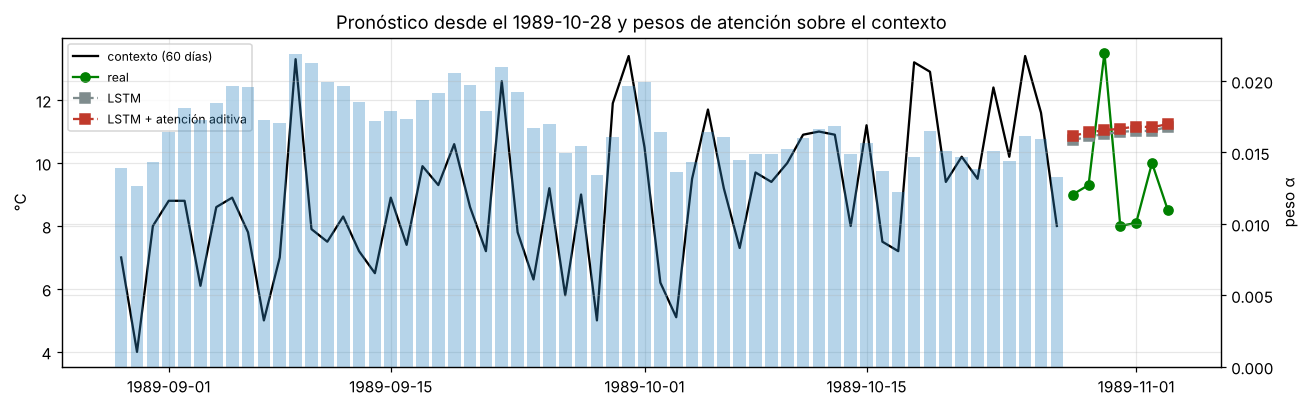 Pronóstico desde el 1989-10-28 y pesos de atención sobre el contexto
contexto (60 días)
real
LSTM
LSTM + atención aditiva
°C
12
10
8
6
4
0.020
0.015
0.010
0.005
0.000
peso α
1989-09-01
1989-09-15
1989-10-01
1989-10-15
1989-11-01